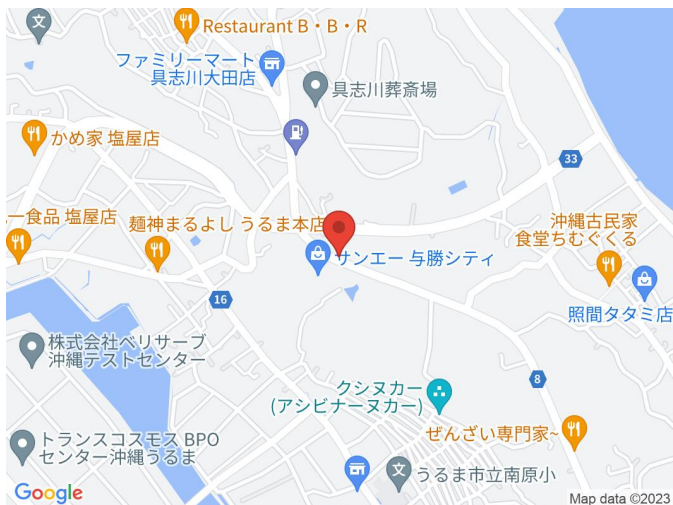 文
Restaurant B・B・R
ファミリーマート
具志川大田店
具志川葬斎場
かめ家 塩屋店
33
一食品 塩屋店
麺神まるよし うるま本店
沖縄古民家
食堂ちむぐくる
サンエー 与勝シティ
16
照間タタミ店
株式会社ベリサーブ
沖縄テストセンター
8
クシヌカー
(アシビナーヌカー)
ぜんざい専門家~
トランスコスモス BPO
センター沖縄うるま
文
うるま市立南原小
Google
Map data ©2023